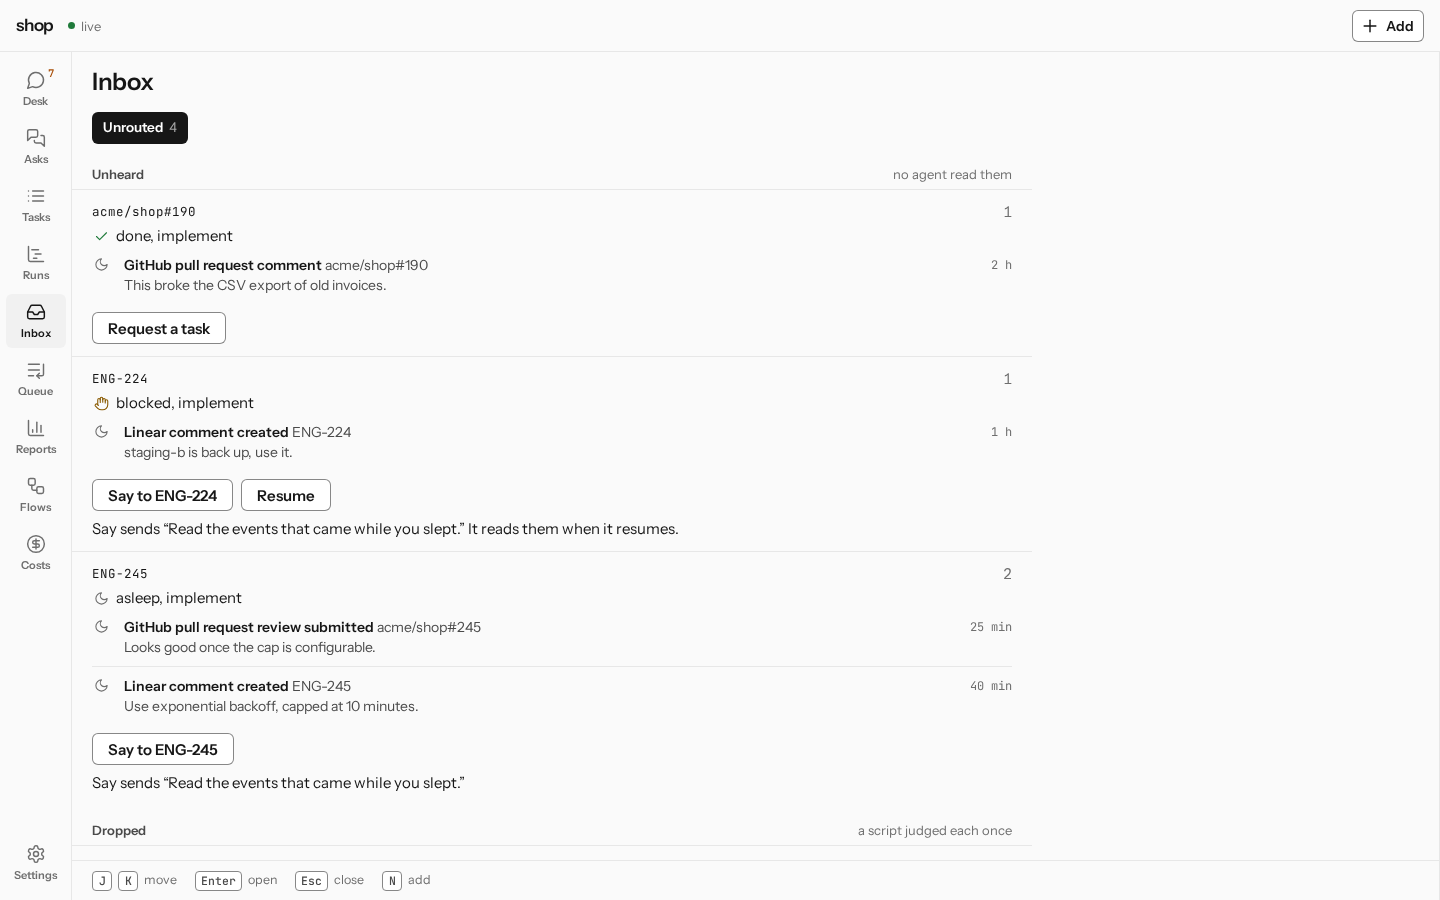 shop
live
Add
7
Desk
Asks
Tasks
Runs
Inbox
Queue
Reports
Flows
Costs
Settings
Inbox
Unrouted 4
Unheard
no agent read them
acme/shop#190
1
done, implement
GitHub pull request comment acme/shop#190
2 h
This broke the CSV export of old invoices.
Request a task
ENG-224
1
blocked, implement
Linear comment created ENG-224
1 h
staging-b is back up, use it.
Say to ENG-224
Resume
Say sends “Read the events that came while you slept.” It reads them when it resumes.
ENG-245
2
asleep, implement
GitHub pull request review submitted acme/shop#245
25 min
Looks good once the cap is configurable.
Linear comment created ENG-245
40 min
Use exponential backoff, capped at 10 minutes.
Say to ENG-245
Say sends “Read the events that came while you slept.”
Dropped
a script judged each once
J K move Enter open Esc close N add